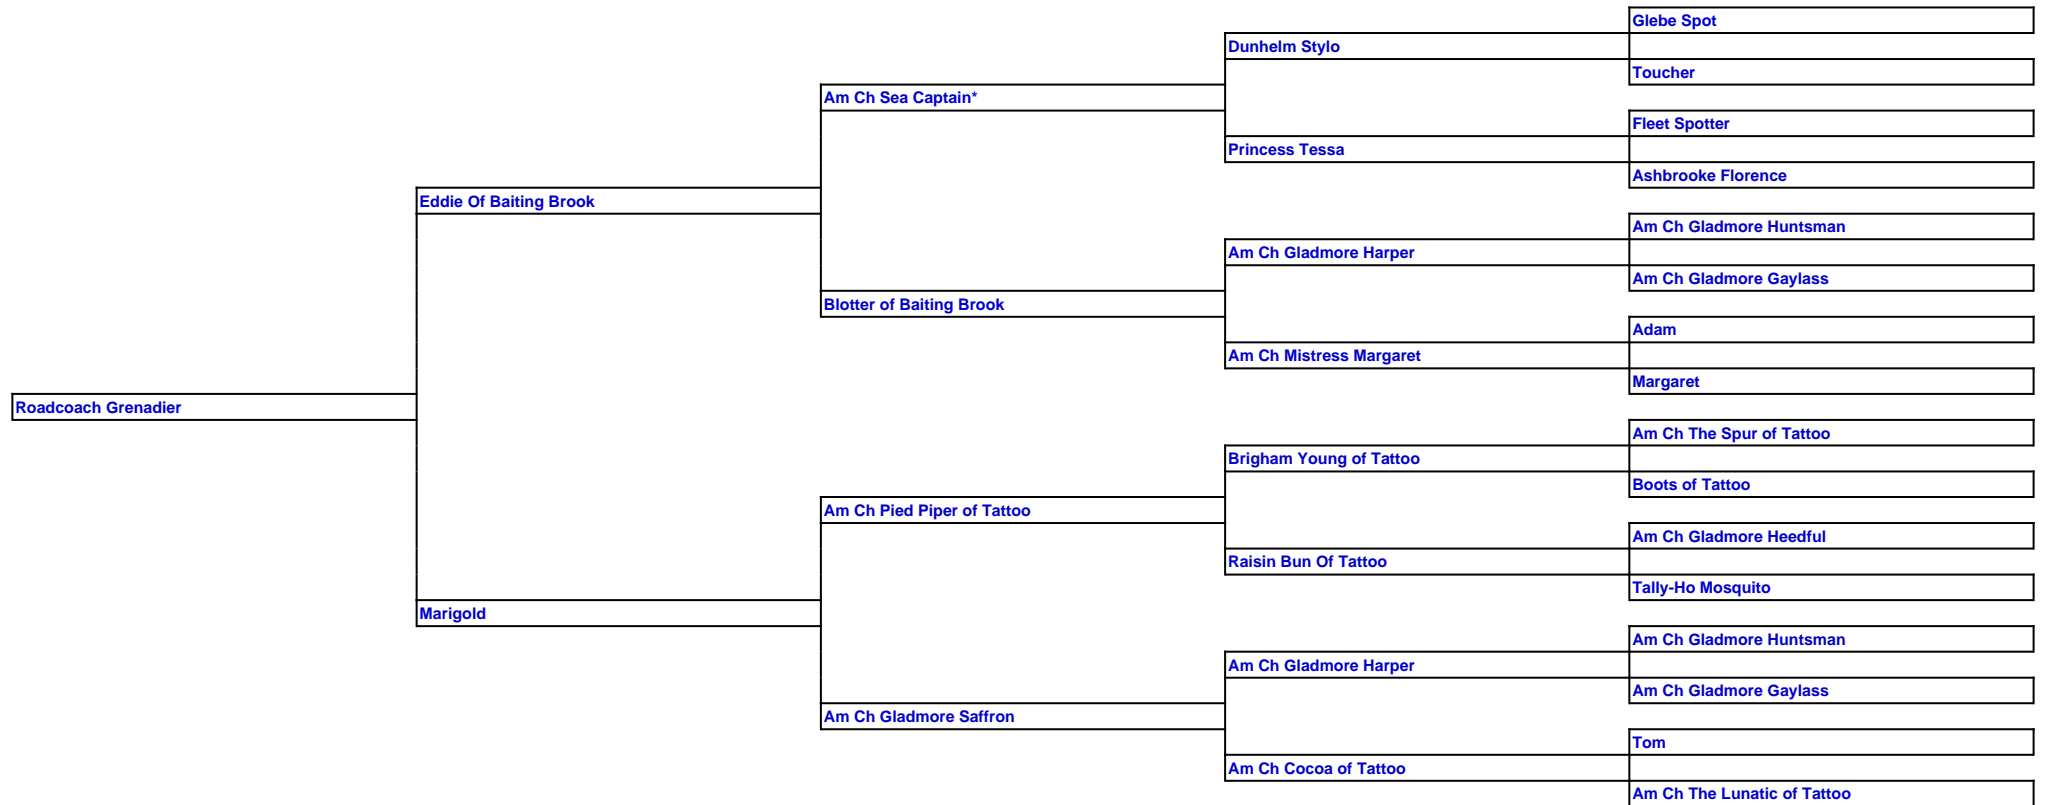 Glebe Spot
Dunhelm Stylo
Toucher
Am Ch Sea Captain*
Fleet Spotter
Princess Tessa
Ashbrooke Florence
Eddie Of Baiting Brook
Am Ch Gladmore Huntsman
Am Ch Gladmore Harper
Am Ch Gladmore Gaylass
Blotter of Baiting Brook
Adam
Am Ch Mistress Margaret
Margaret
Roadcoach Grenadier
Am Ch The Spur of Tattoo
Brigham Young of Tattoo
Boots of Tattoo
Am Ch Pied Piper of Tattoo
Am Ch Gladmore Heedful
Raisin Bun Of Tattoo
Tally-Ho Mosquito
Marigold
Am Ch Gladmore Huntsman
Am Ch Gladmore Harper
Am Ch Gladmore Gaylass
Am Ch Gladmore Saffron
Tom
Am Ch Cocoa of Tattoo
Am Ch The Lunatic of Tattoo